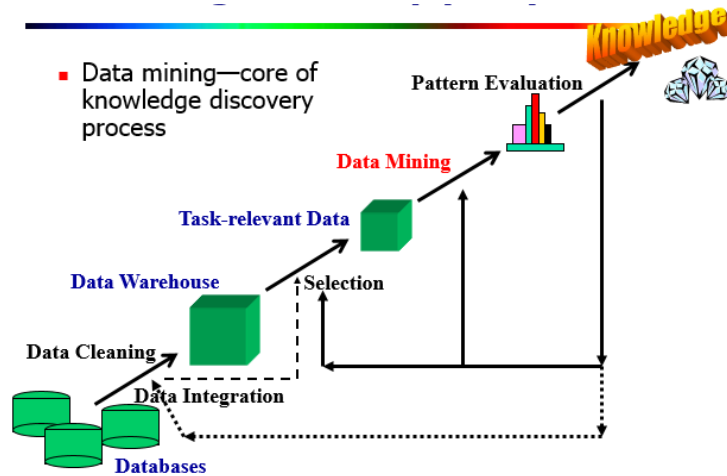 Data mining—core of
knowledge discovery
process
Knowledge
Pattern Evaluation
Data Mining
Task-relevant Data
Selection
Data Warehouse
Data Cleaning
Data Integration
Databases